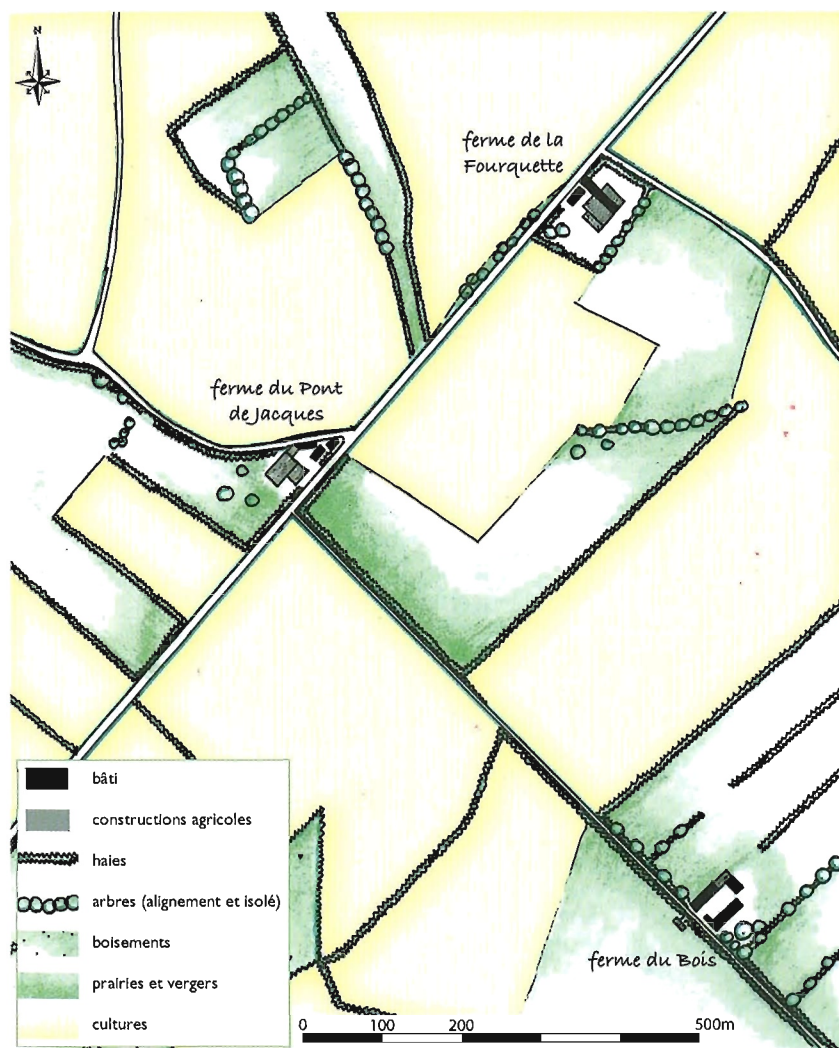 N
ferme de la
Fourquette
ferme du Pont
de Jacques
bâti
constructions agricoles
haies
arbres (alignement et isolé)
boisements
prairies et vergers
cultures
ferme du Bois
0 100 200 500m